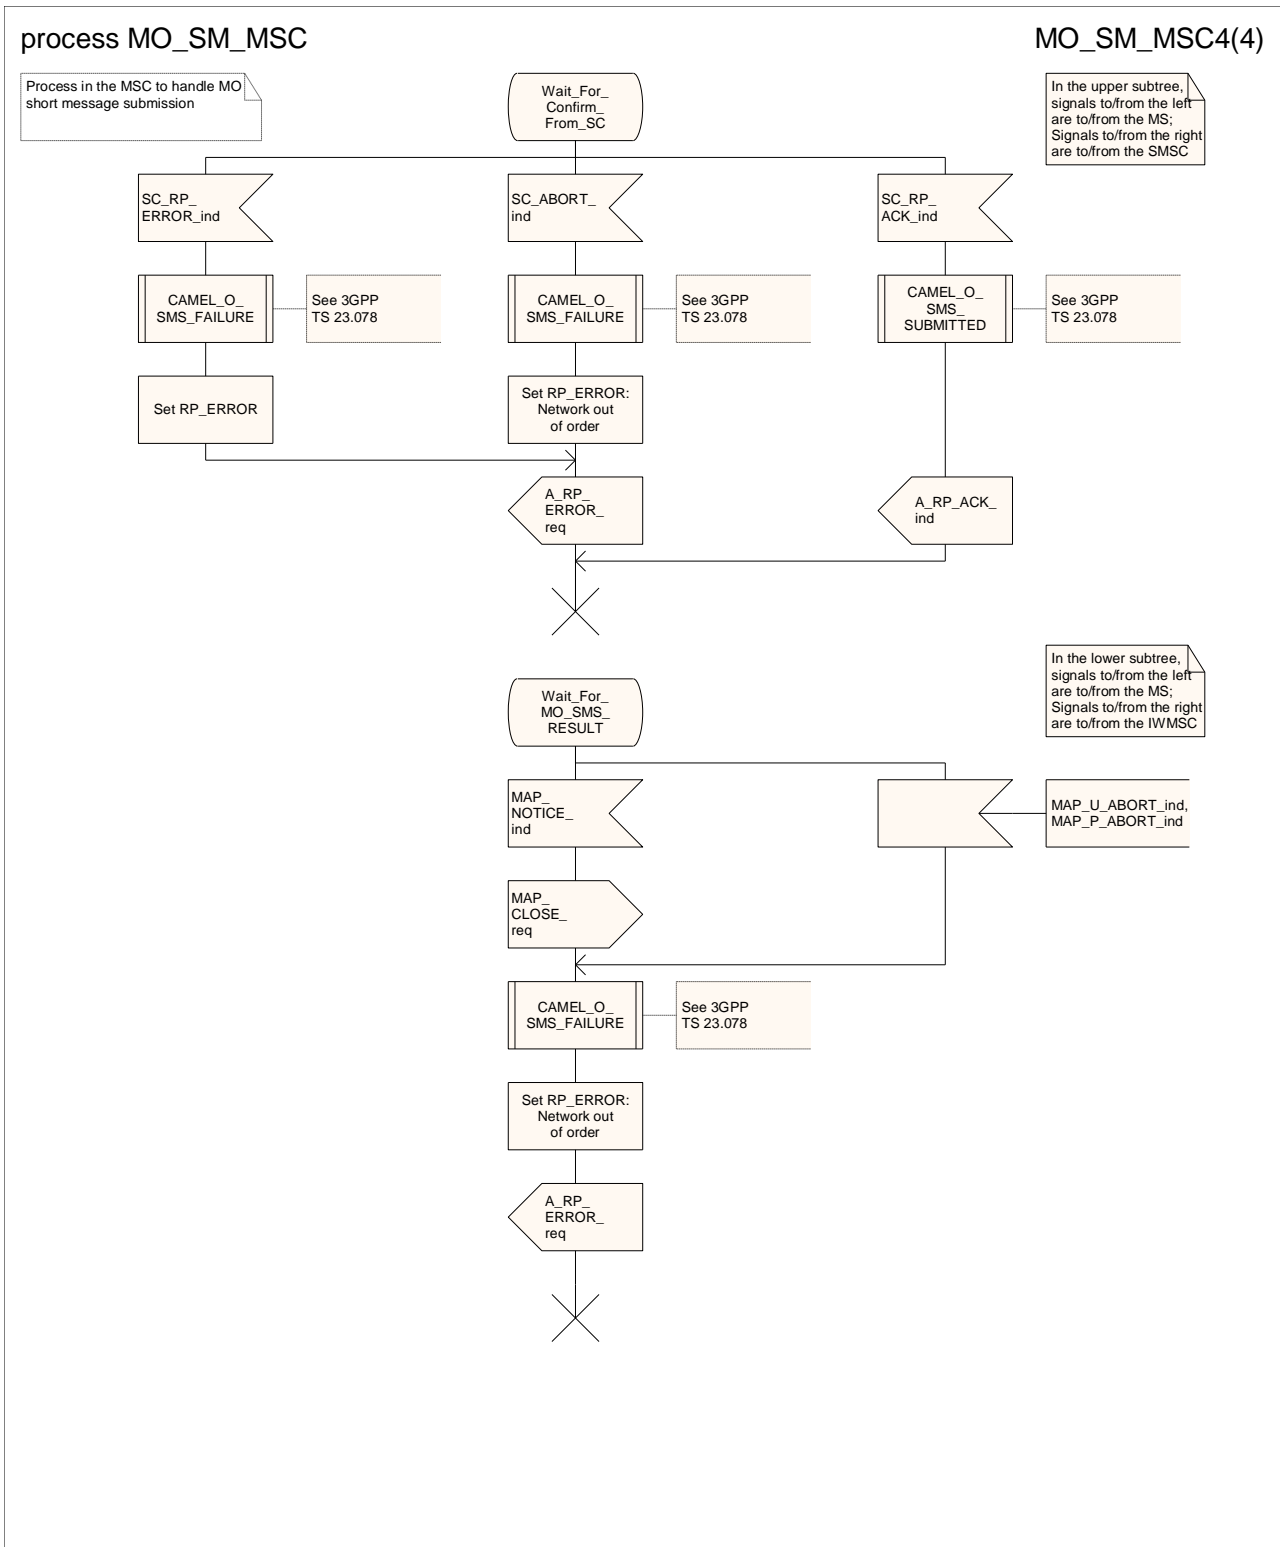 process MO_SM_MSC
MO_SM_MSC4(4)
Process in the MSC to handle MO
short message submission
Wait_For_
Confirm_
From_SC
In the upper subtree,
signals to/from the left
are to/from the MS;
Signals to/from the right
are to/from the SMSC
SC_RP_
ERROR_ind
SC_ABORT_
ind
SC_RP_
ACK_ind
CAMEL_O_
SMS_FAILURE
See 3GPP
TS 23.078
CAMEL_O_
SMS_FAILURE
See 3GPP
TS 23.078
CAMEL_O_
SMS_
SUBMITTED
See 3GPP
TS 23.078
Set RP_ERROR
Set RP_ERROR:
Network out
of order
A_RP_
ERROR_
req
A_RP_ACK_
ind
In the lower subtree,
signals to/from the left
are to/from the MS;
Signals to/from the right
are to/from the IWMSC
Wait_For_
MO_SMS_
RESULT
MAP_
NOTICE_
ind
MAP_U_ABORT_ind,
MAP_P_ABORT_ind
MAP_
CLOSE_
req
CAMEL_O_
SMS_FAILURE
See 3GPP
TS 23.078
Set RP_ERROR:
Network out
of order
A_RP_
ERROR_
req